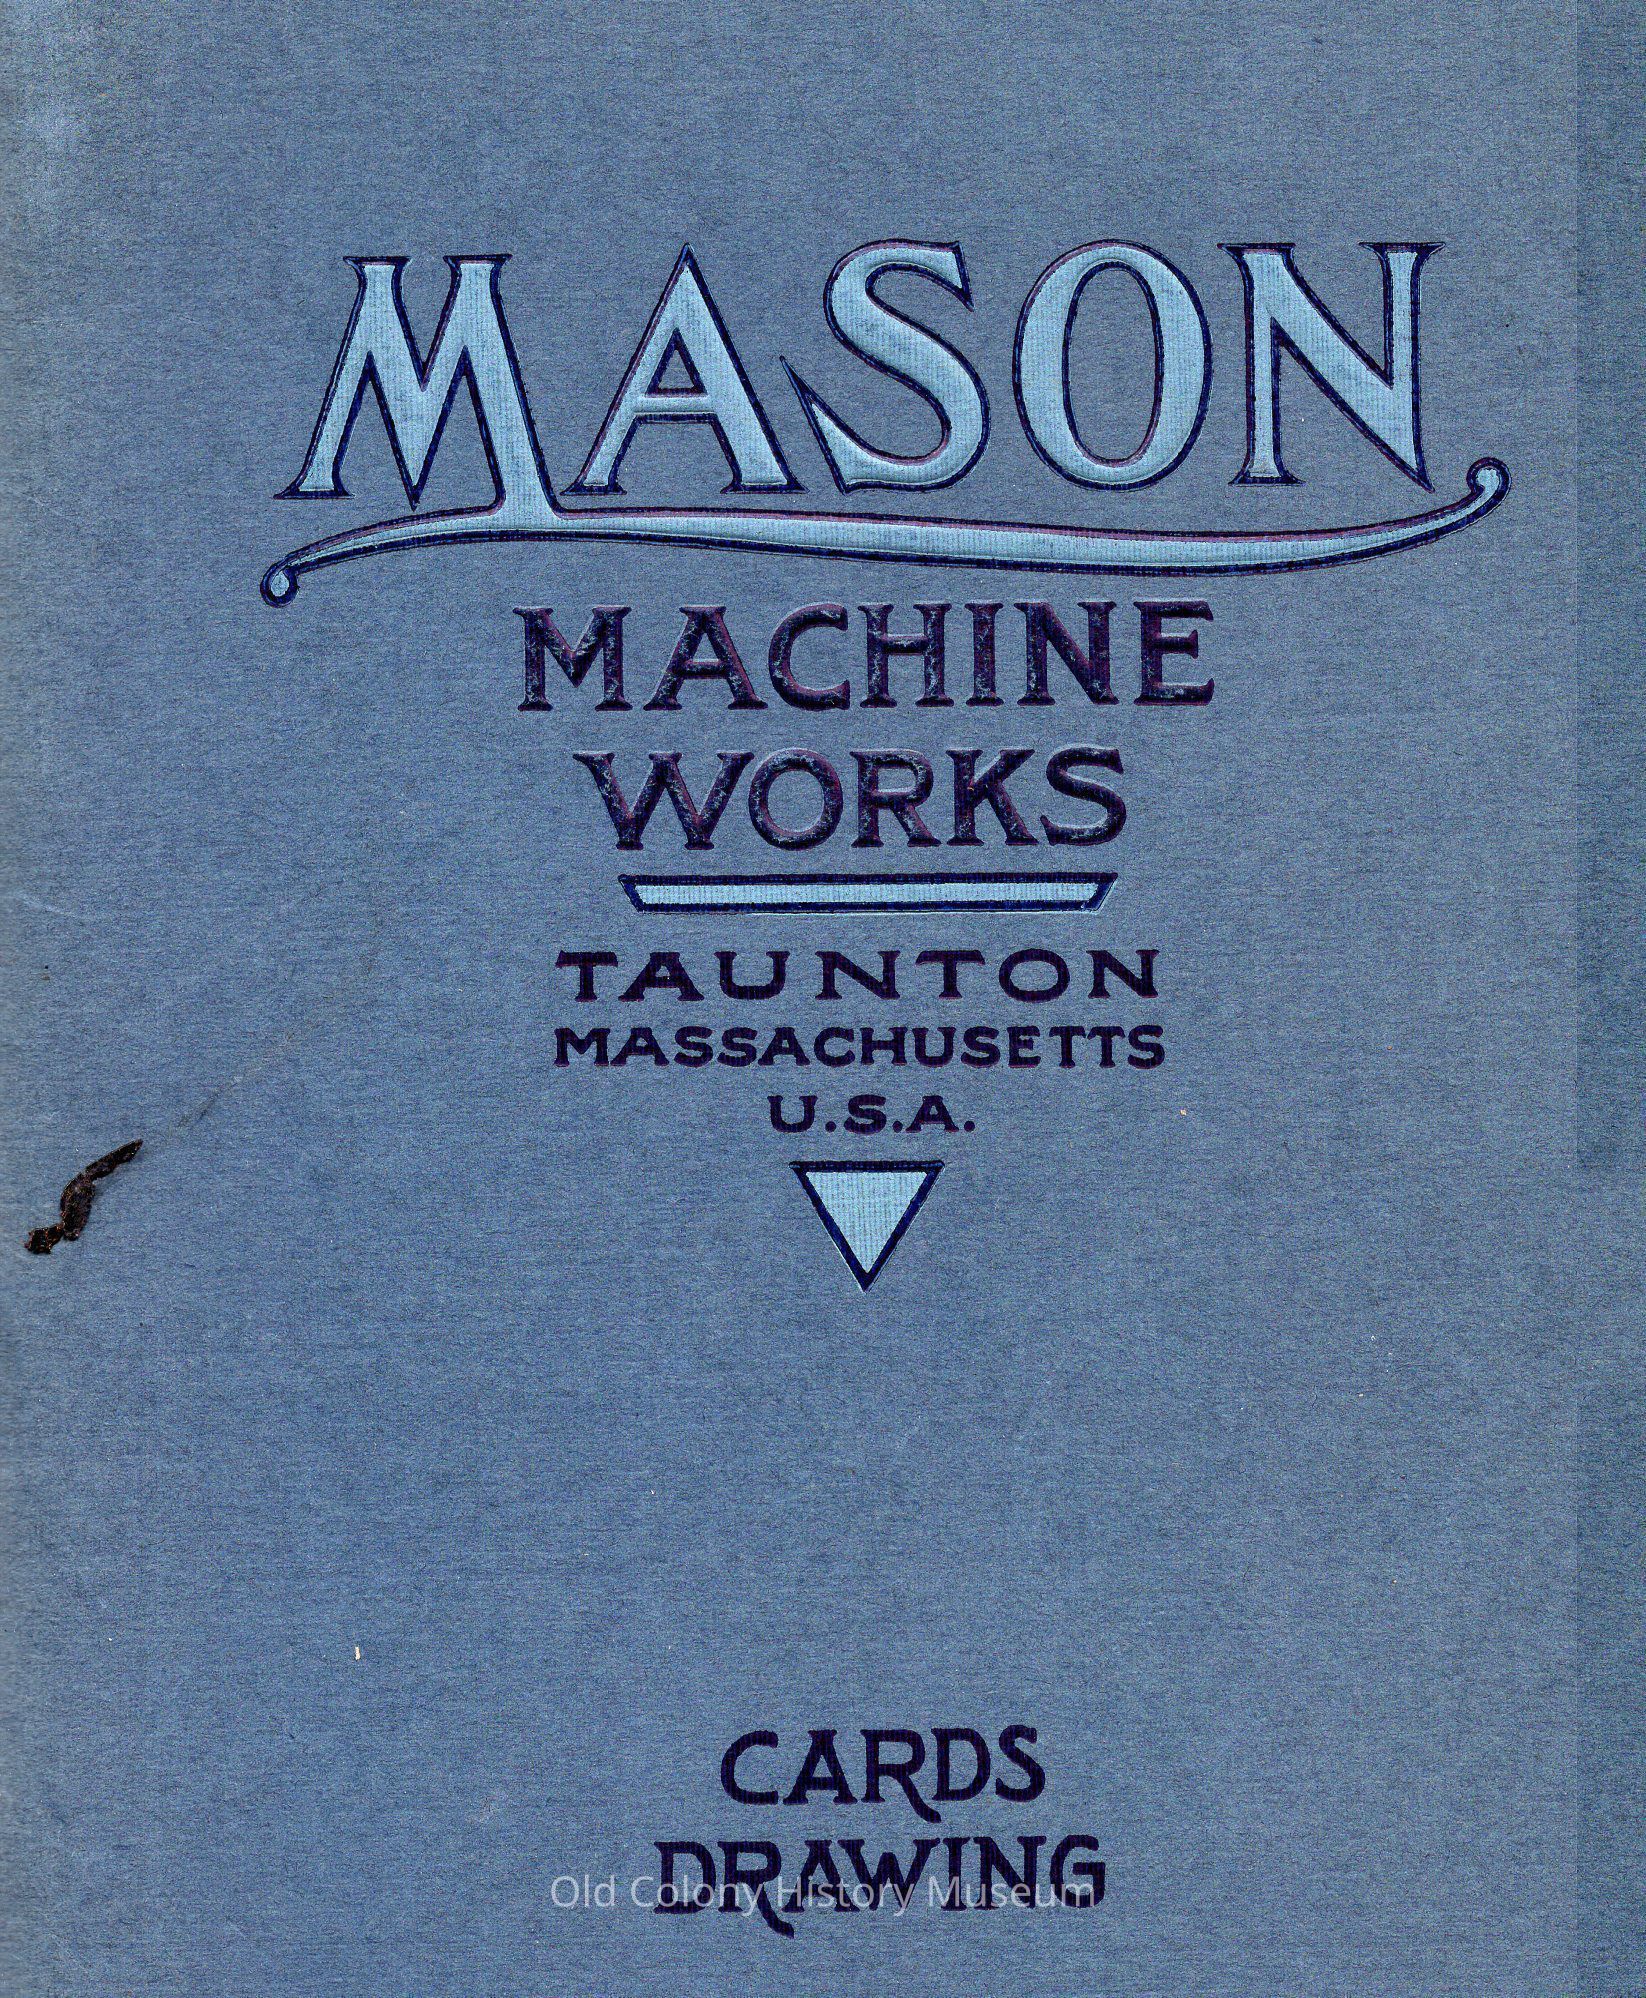 MASON
MACHINE
WORKS
TAUNTON
MASSACHUSETTS
U.S.A.
CARDS
DRAWING
Old Colony History Museum